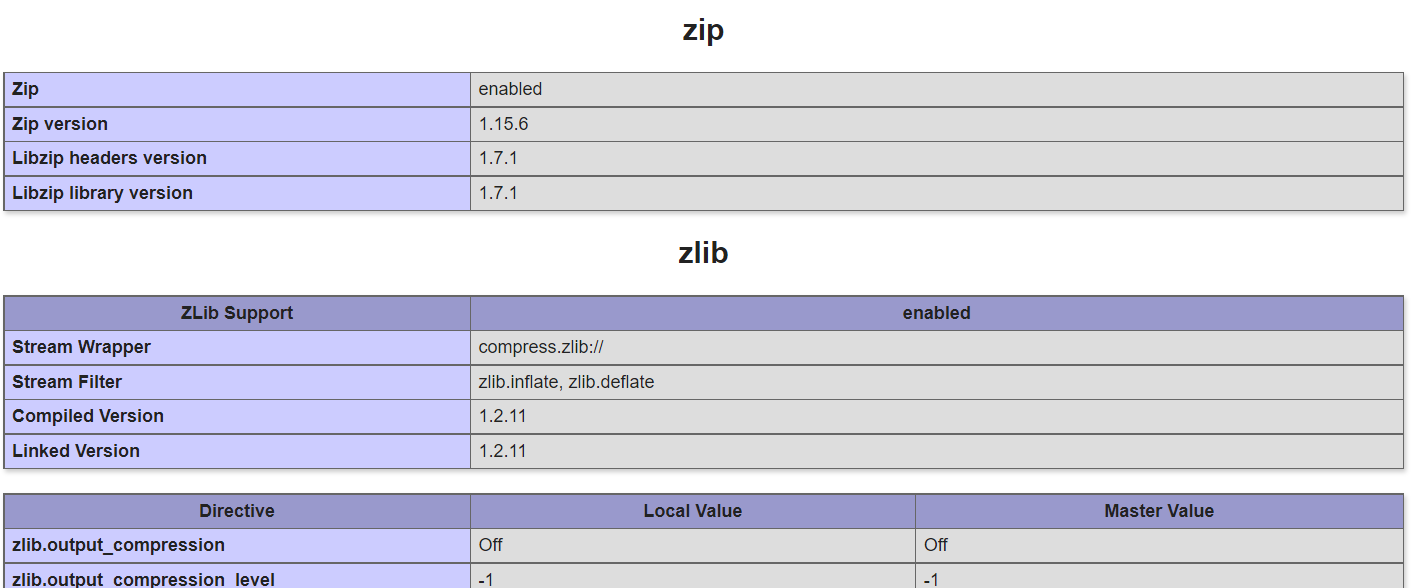 zip
Zip enabled
Zip version 1.15.6
Libzip headers version 1.7.1
Libzip library version 1.7.1
zlib
ZLib Support enabled
Stream Wrapper compress.zlib://
Stream Filter zlib.inflate, zlib.deflate
Compiled Version 1.2.11
Linked Version 1.2.11
Directive Local Value Master Value
zlib.output_compression Off Off
zlib.output_compression_level -1 -1